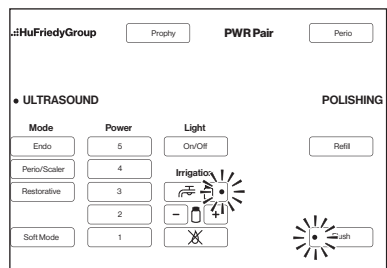 .::HuFriedyGroup Prophy PWR Pair Perio
• ULTRASOUND POLISHING
Mode Power Light
Endo 5 On/Off Refill
Perio/Scaler 4 Irrigation
Restorative 3
2 - +
Soft Mode 1